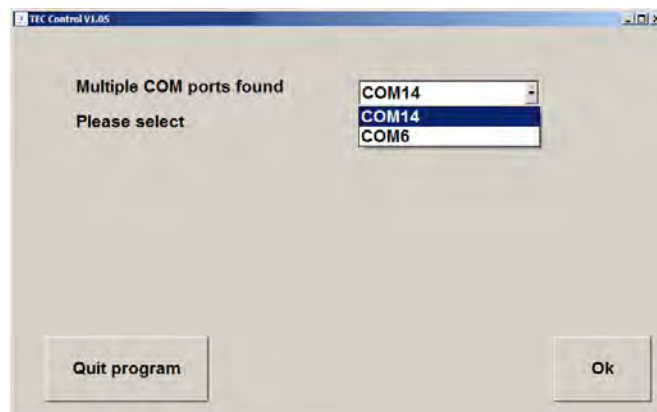 TEC Control V1.05
Multiple COM ports found
COM14
Please select
COM14
COM6
Quit program
Ok